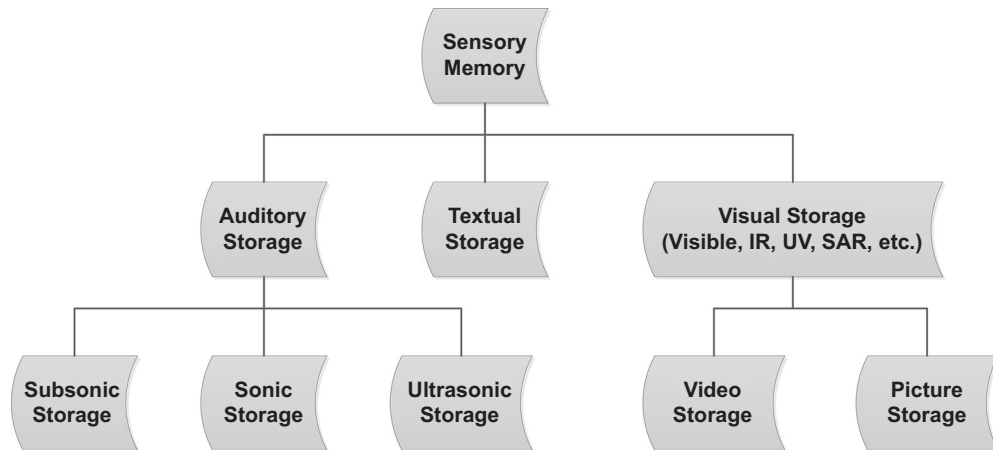 Sensory
Memory
Auditory
Storage
Textual
Storage
Visual Storage
(Visible, IR, UV, SAR, etc.)
Subsonic
Storage
Sonic
Storage
Ultrasonic
Storage
Video
Storage
Picture
Storage